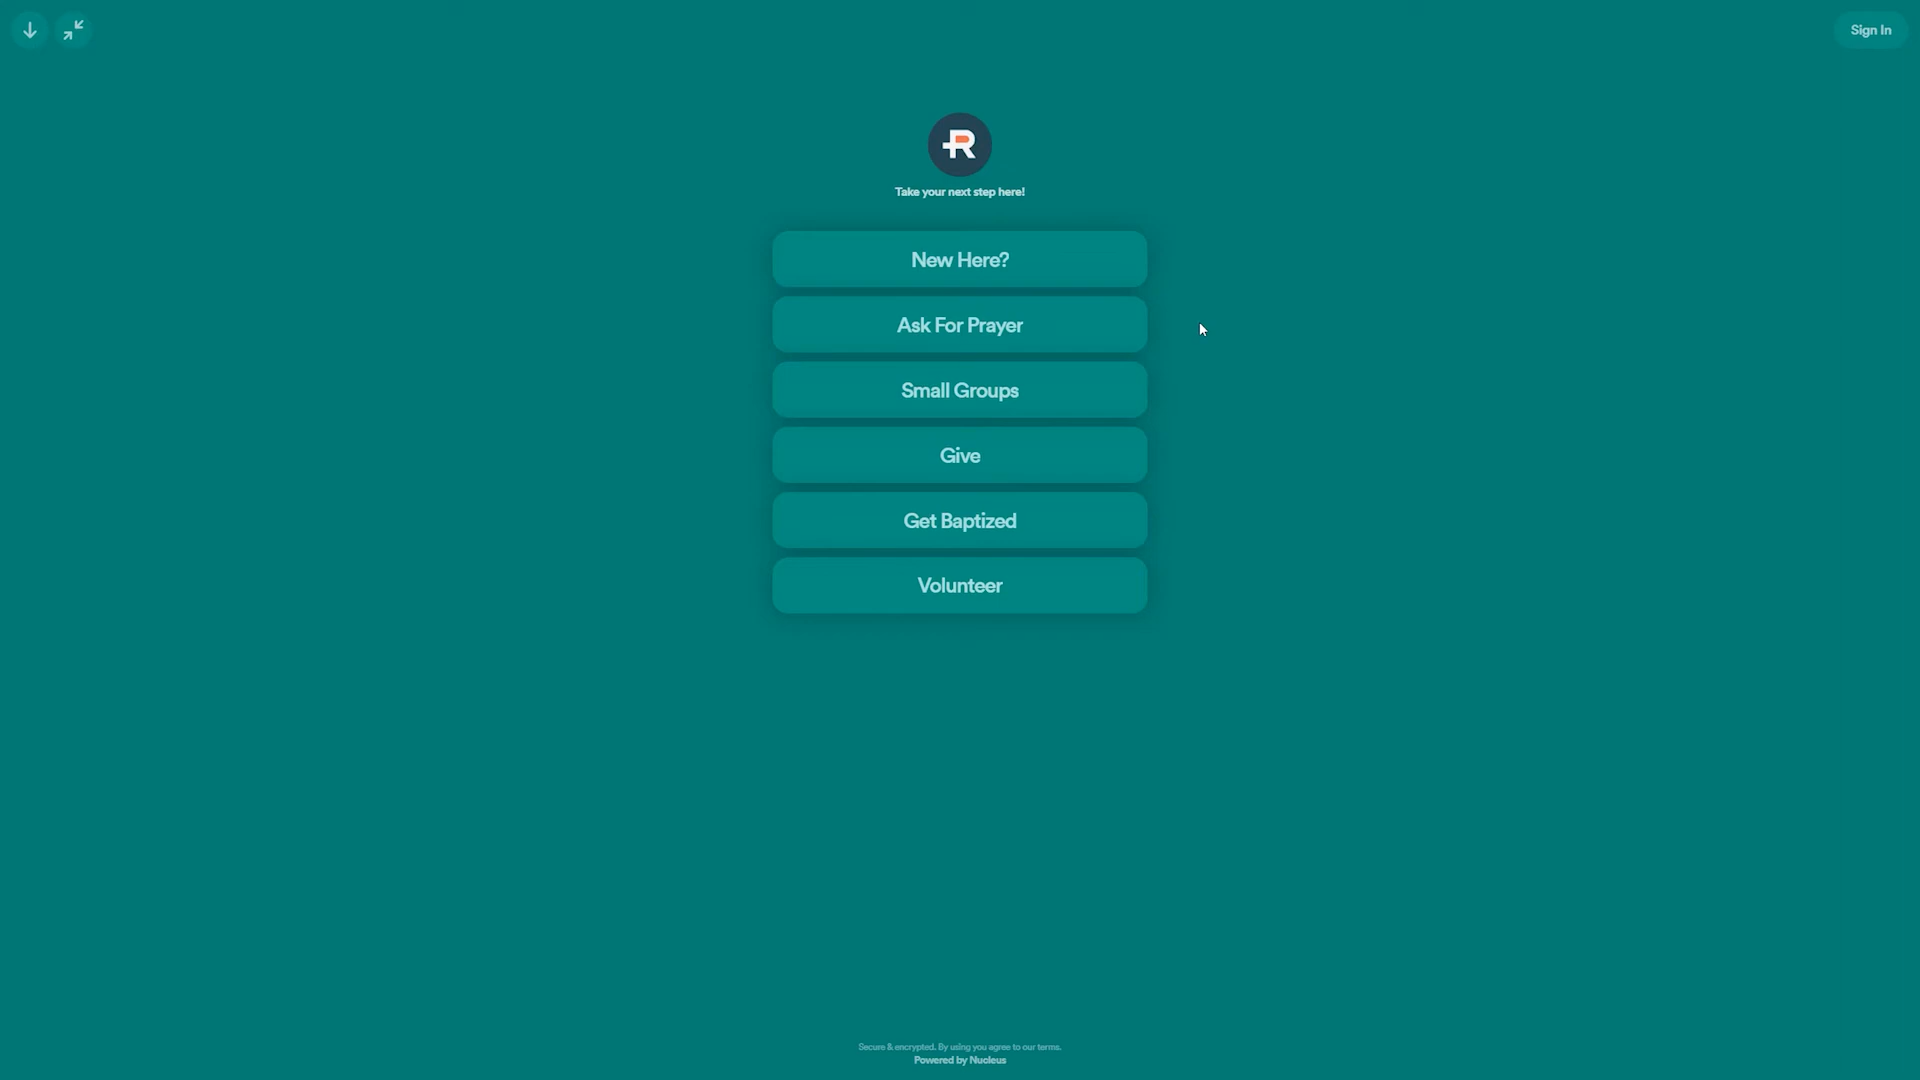 Sign In
R
Take your next step here!
New Here?
Ask For Prayer
Small Groups
Give
Get Baptized
Volunteer
Secure & encrypted. By using you agree to our terms.
Powered by Nucleus